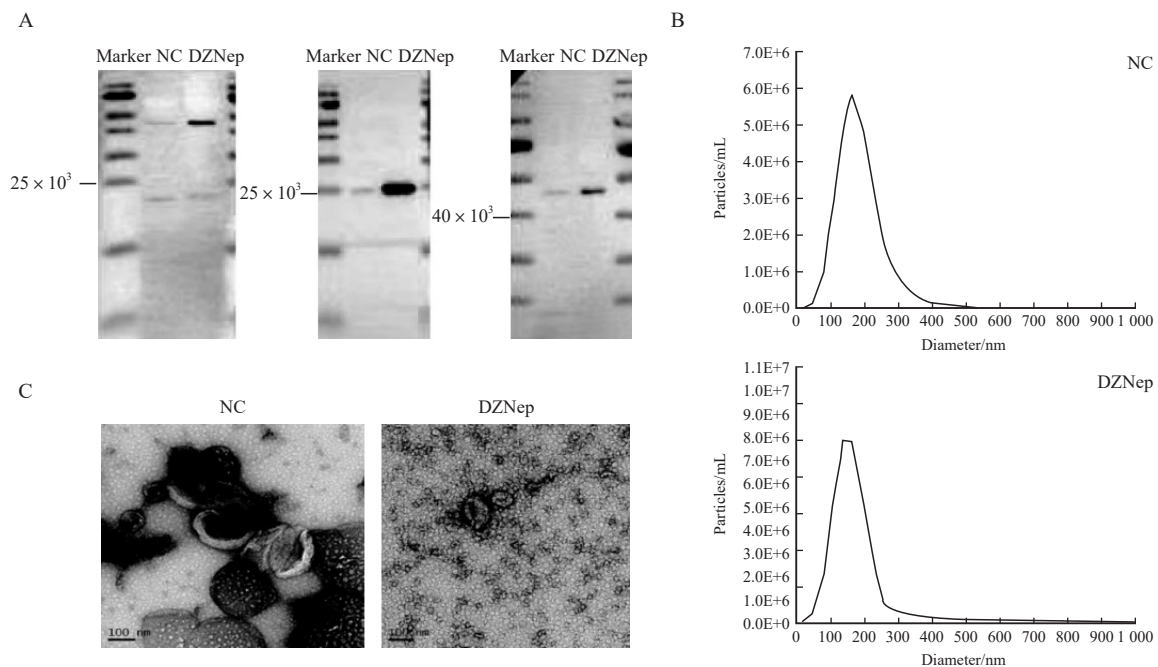 A
Marker NC DZNep
Marker NC DZNep
Marker NC DZNep
25 × 10³
25 × 10³
40 × 10³
B
NC
Particles/mL
7.0E+6
6.0E+6
5.0E+6
4.0E+6
3.0E+6
2.0E+6
1.0E+6
0.0E+0
0 100 200 300 400 500 600 700 800 900 1 000
Diameter/nm
DZNep
Particles/mL
1.1E+7
1.0E+7
9.0E+6
8.0E+6
7.0E+6
6.0E+6
5.0E+6
4.0E+6
3.0E+6
2.0E+6
1.0E+6
0.0E+0
0 100 200 300 400 500 600 700 800 900 1 000
Diameter/nm
C
NC
DZNep
100 nm
100 nm